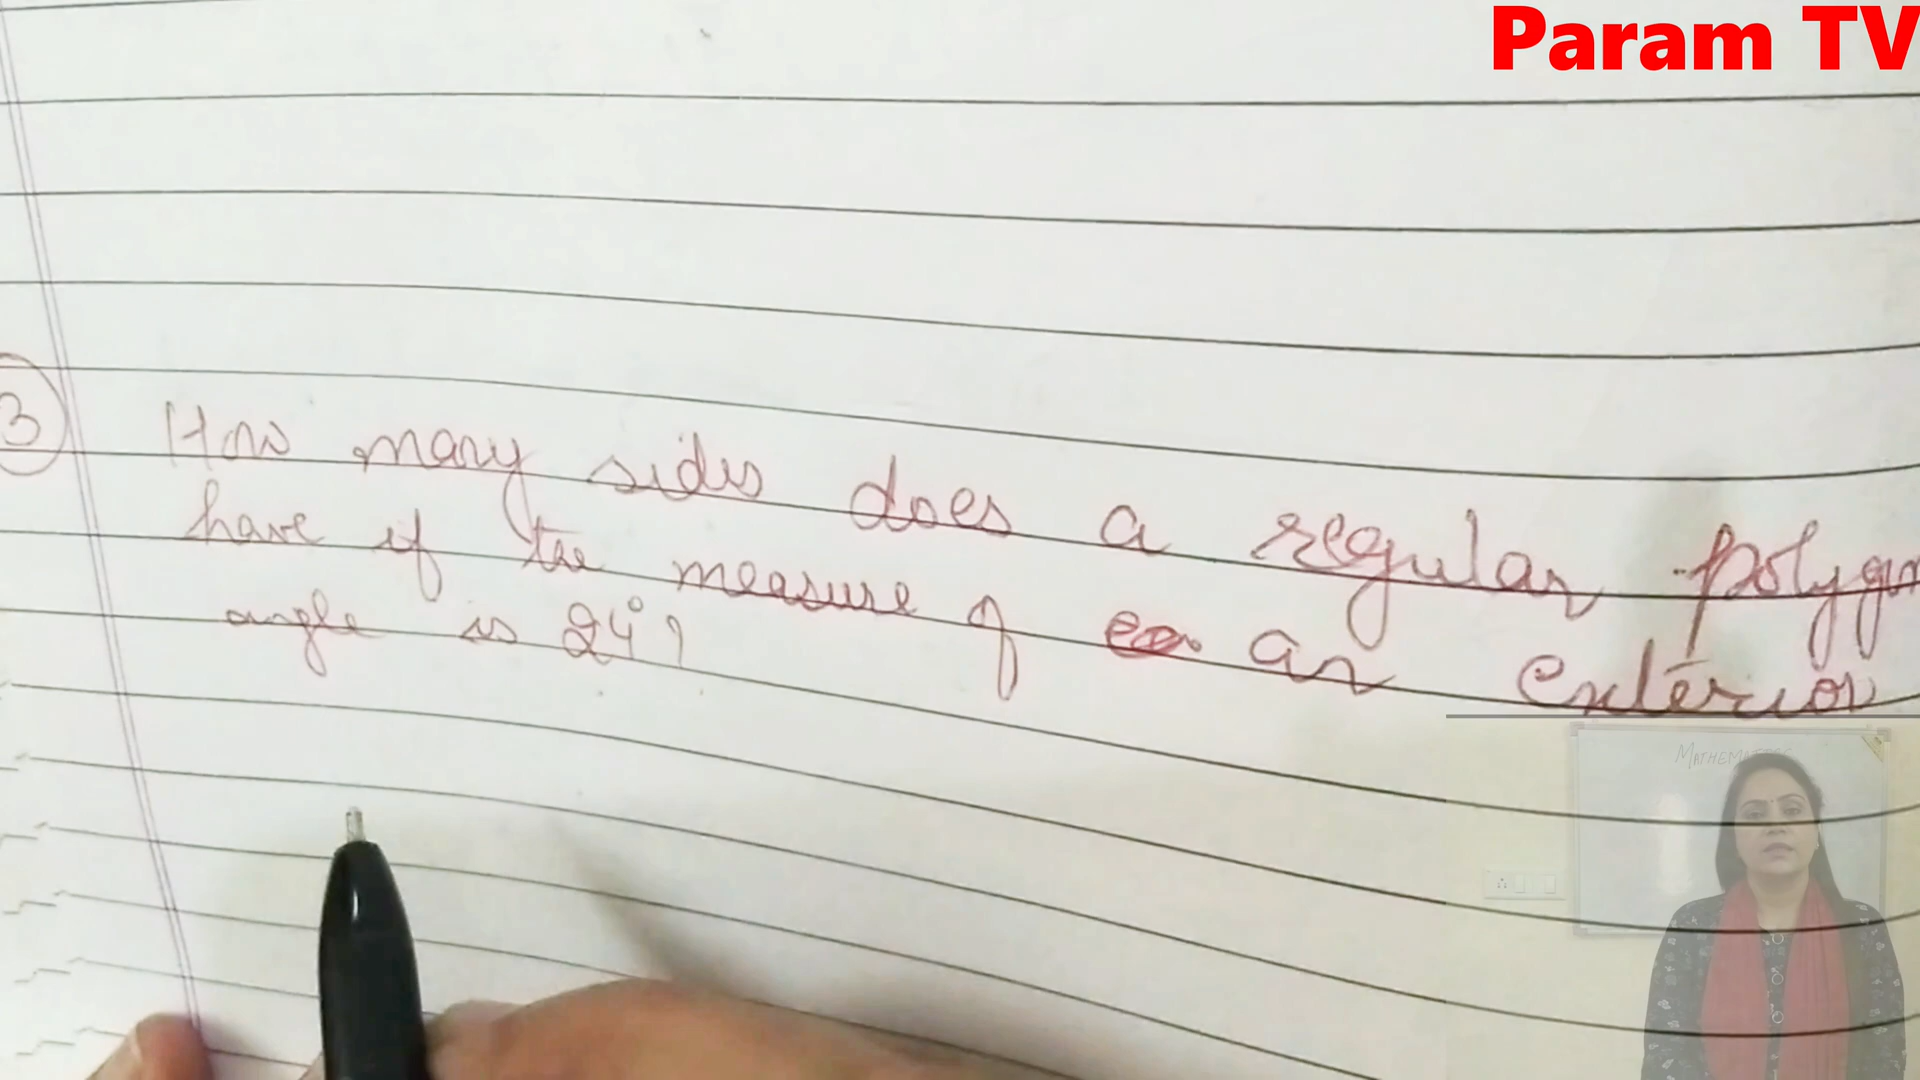 Param TV
3 How many sides does a regular polygon
have if the measure of an exterior
angle is 24°?
MATHEMATICS